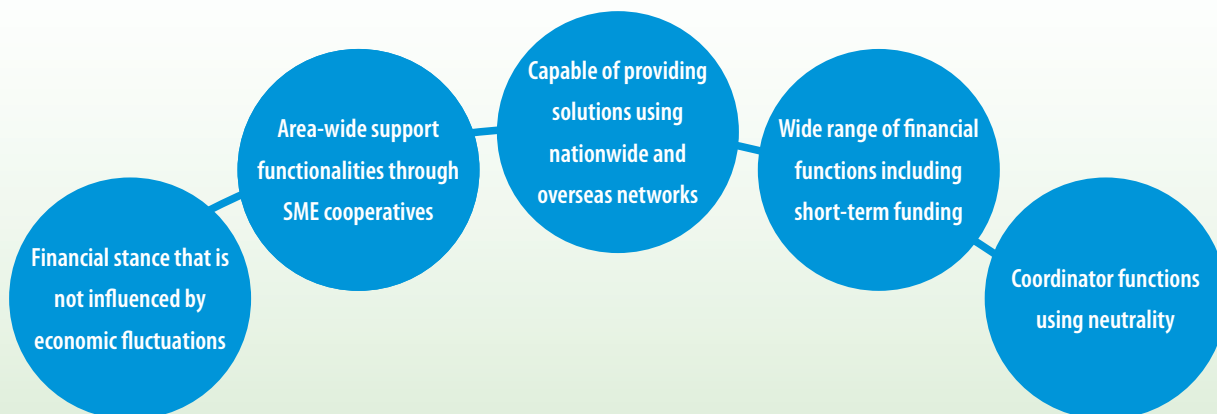 Financial stance that is
not influenced by
economic fluctuations
Area-wide support
functionalities through
SME cooperatives
Capable of providing
solutions using
nationwide and
overseas networks
Wide range of financial
functions including
short-term funding
Coordinator functions
using neutrality